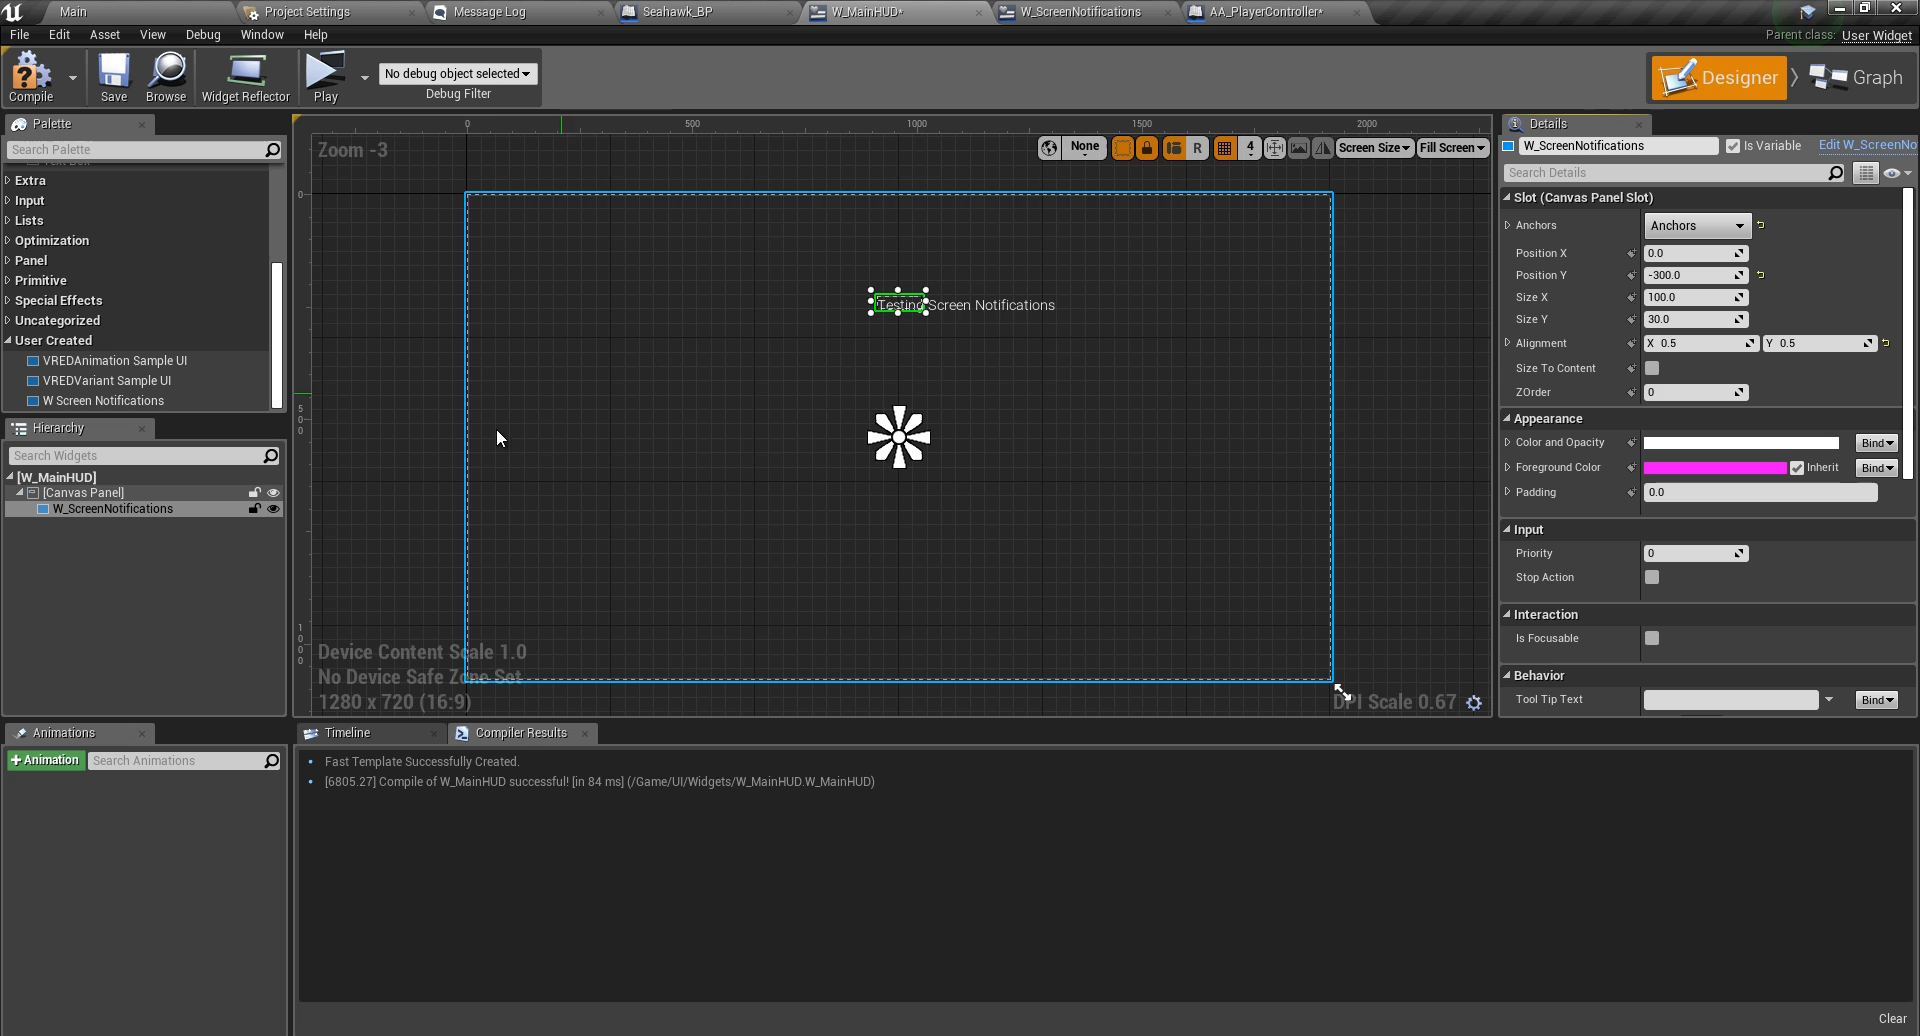 Main
Project Settings
Message Log
Seahawk_BP
W_MainHUD*
W_ScreenNotifications
AA_PlayerController*
File Edit Asset View Debug Window Help
Parent class: User Widget
Compile
Save
Browse
Widget Reflector
Play
No debug object selected
Debug Filter
Designer
Graph
Palette
Search Palette
Text Box
Extra
Input
Lists
Optimization
Panel
Primitive
Special Effects
Uncategorized
User Created
VREDAnimation Sample UI
VREDVariant Sample UI
W Screen Notifications
Hierarchy
Search Widgets
[W_MainHUD]
[Canvas Panel]
W_ScreenNotifications
Animations
+Animation
Search Animations
0 500 1000 1500 2000
Zoom -3
None
R
4
Screen Size
Fill Screen
0
500
1000
Testing Screen Notifications
Device Content Scale 1.0
No Device Safe Zone Set
1280 x 720 (16:9)
DPI Scale 0.67
Timeline
Compiler Results
Fast Template Successfully Created.
[6805.27] Compile of W_MainHUD successful! [in 84 ms] (/Game/UI/Widgets/W_MainHUD.W_MainHUD)
Clear
Details
W_ScreenNotifications
Is Variable
Edit W_ScreenNo
Search Details
Slot (Canvas Panel Slot)
Anchors Anchors
Position X 0.0
Position Y -300.0
Size X 100.0
Size Y 30.0
Alignment X 0.5 Y 0.5
Size To Content
ZOrder 0
Appearance
Color and Opacity Bind
Foreground Color Inherit Bind
Padding 0.0
Input
Priority 0
Stop Action
Interaction
Is Focusable
Behavior
Tool Tip Text Bind